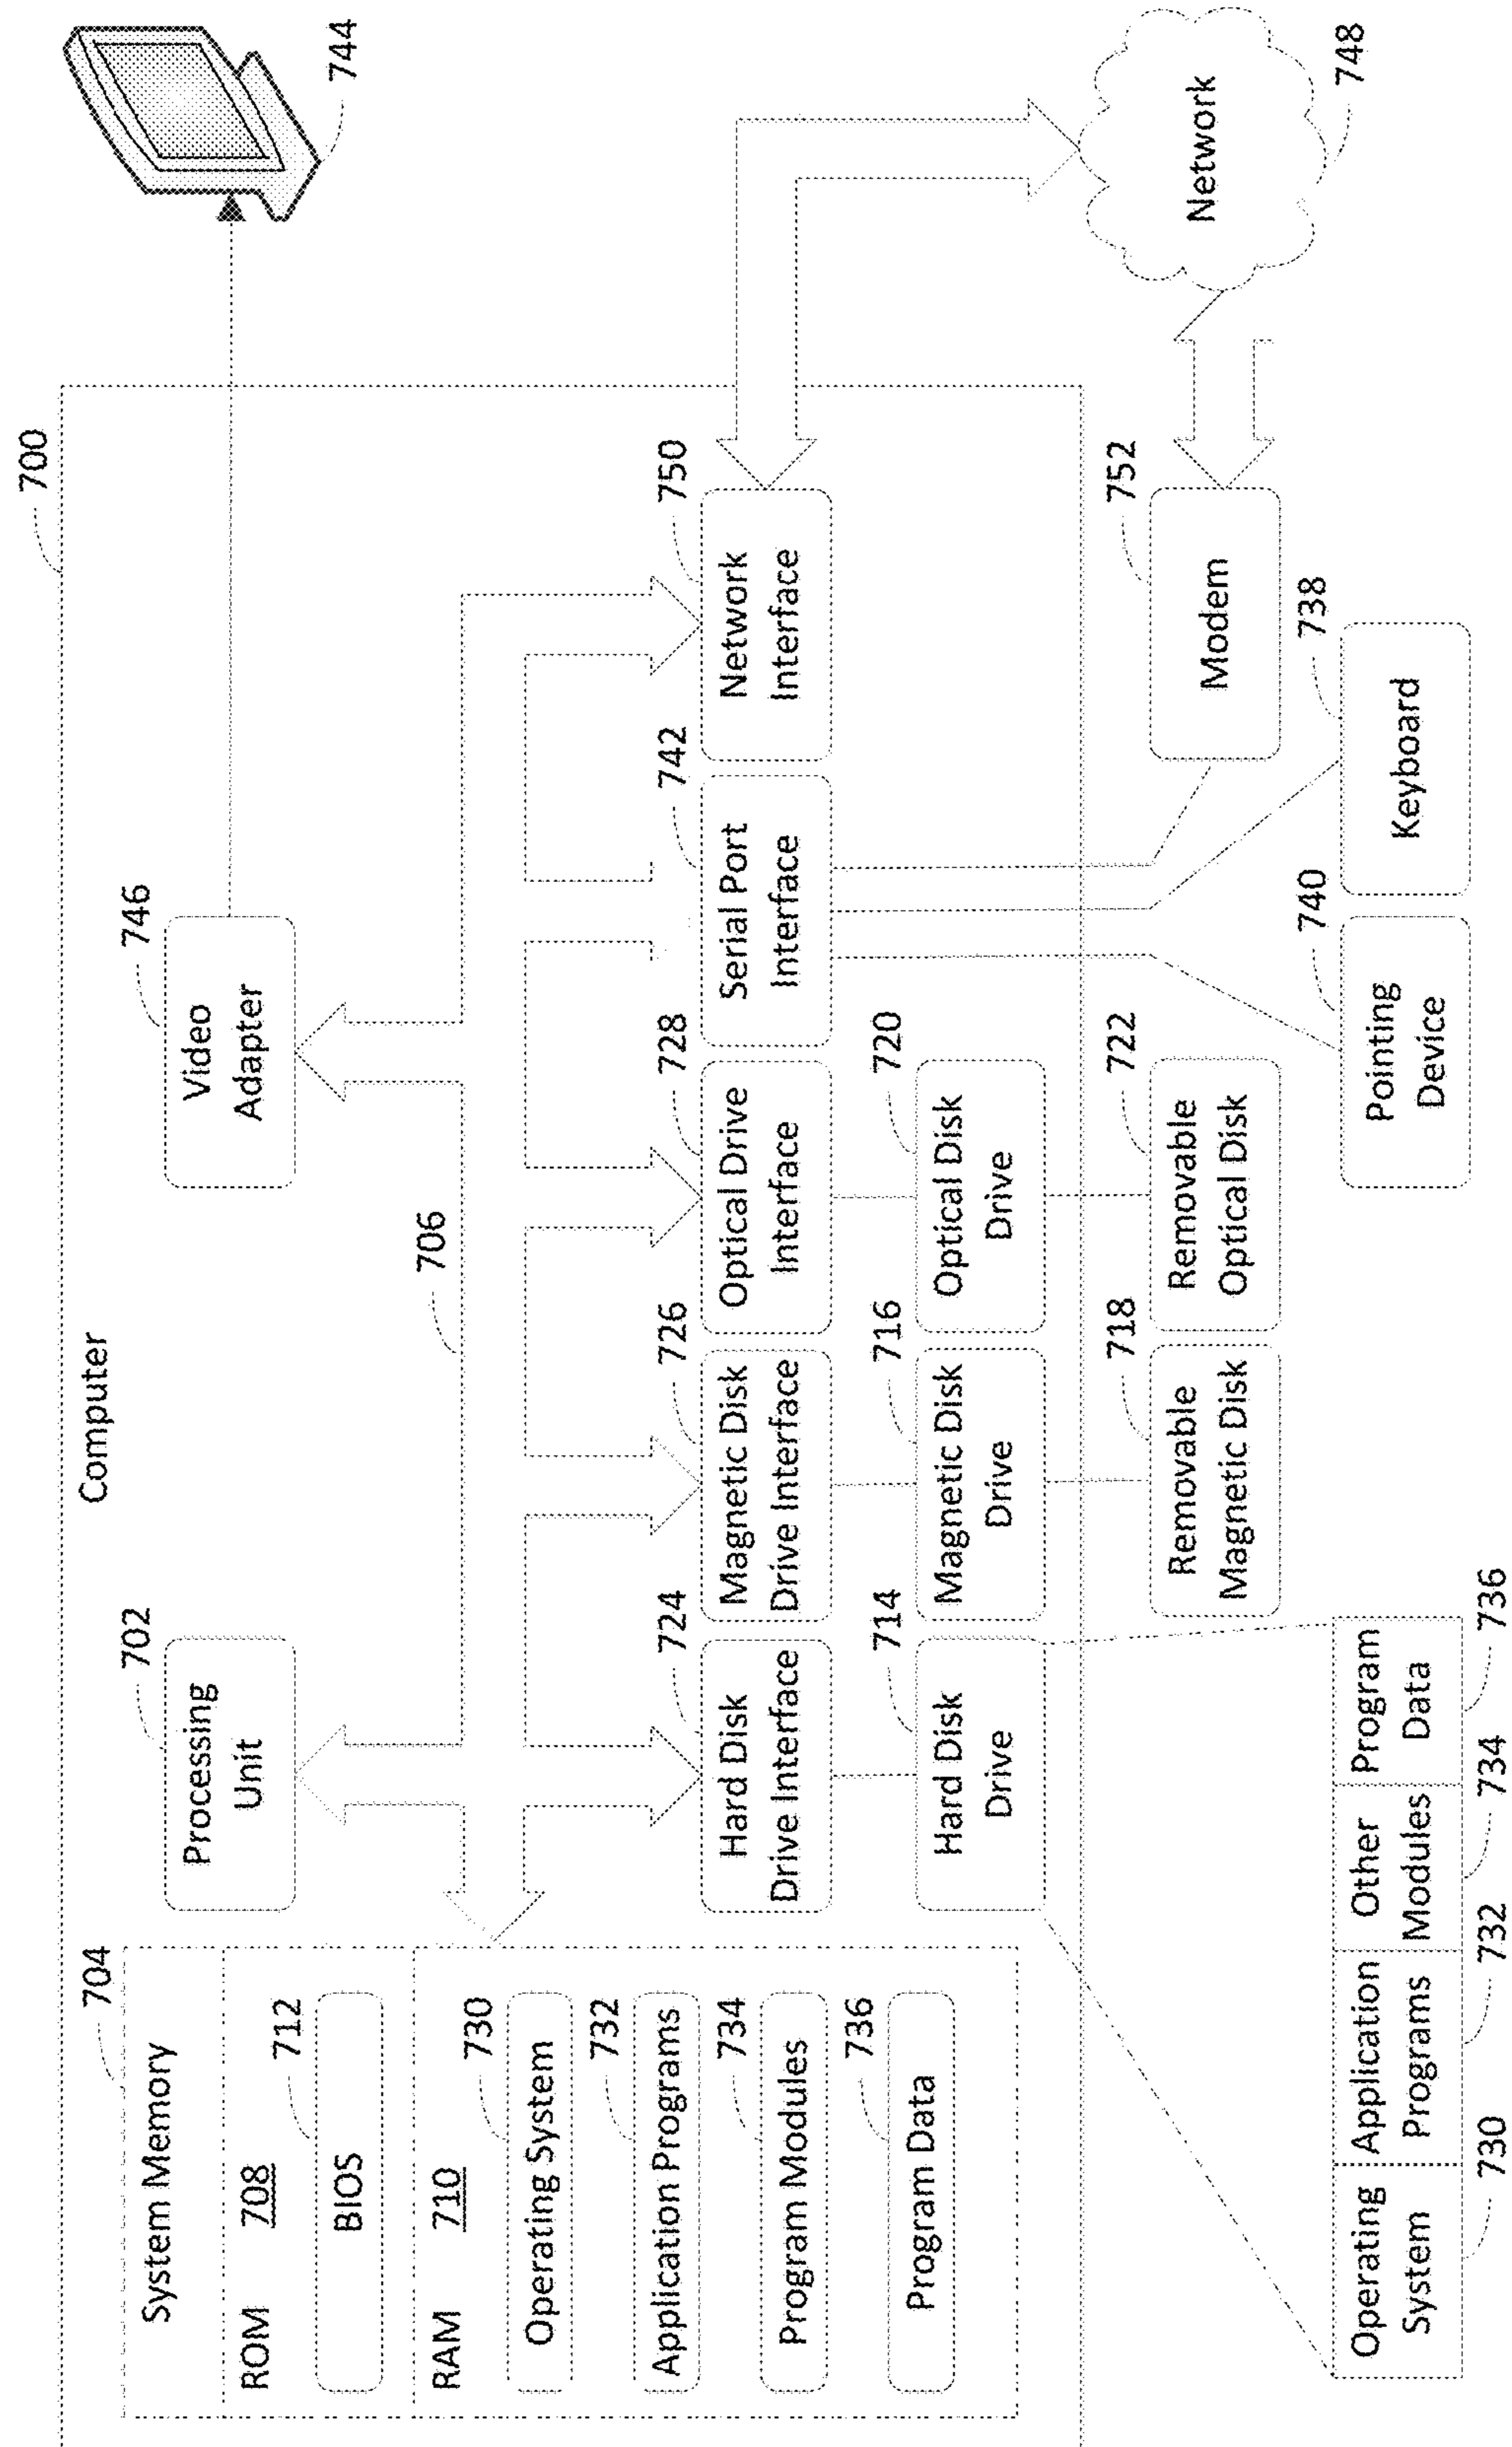 700
Computer
704
System Memory
ROM
708
712
BIOS
RAM
710
730
Operating System
732
Application Programs
734
Program Modules
736
Program Data
702
Processing
Unit
746
Video
Adapter
744
706
724
Hard Disk
Drive Interface
726
Magnetic Disk
Drive Interface
728
Optical Drive
Interface
742
Serial Port
Interface
750
Network
Interface
714
Hard Disk
Drive
716
Magnetic Disk
Drive
720
Optical Disk
Drive
718
Removable
Magnetic Disk
722
Removable
Optical Disk
752
Modem
Network
748
740
Pointing
Device
738
Keyboard
Operating
System
Application
Programs
Other
Modules
Program
Data
730
732
734
736